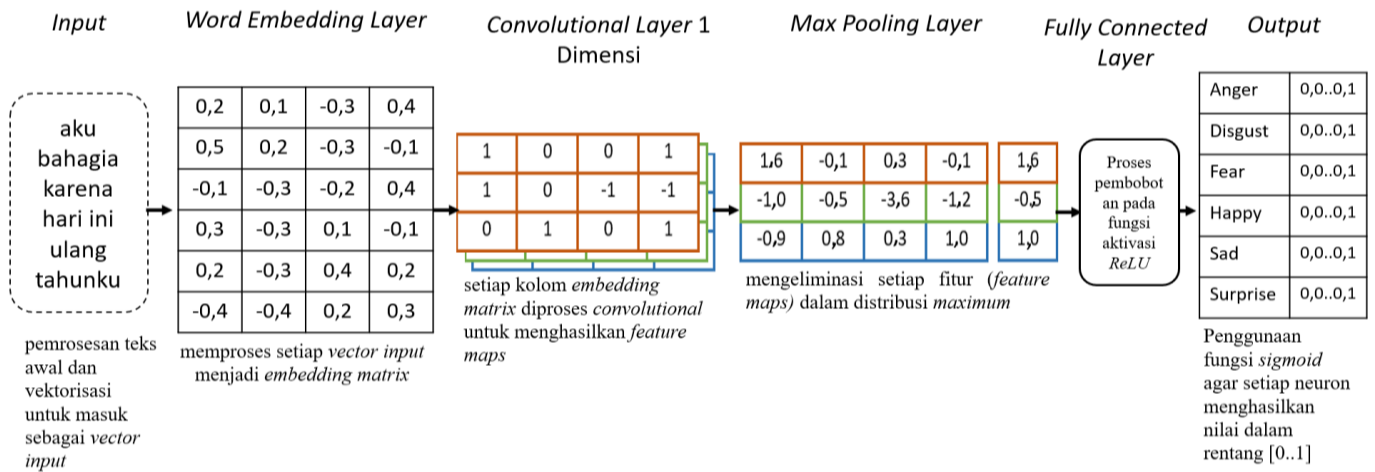 Input
aku
bahagia
karena
hari ini
ulang
tahunku
pemrosesan teks
awal dan
vektorisasi
untuk masuk
sebagai vector
input
Word Embedding Layer
0,2 0,1 -0,3 0,4
0,5 0,2 -0,3 -0,1
-0,1 -0,3 -0,2 0,4
0,3 -0,3 0,1 -0,1
0,2 -0,3 0,4 0,2
-0,4 -0,4 0,2 0,3
memproses setiap vector input
menjadi embedding matrix
Convolutional Layer 1
Dimensi
1 0 0 1
1 0 -1 -1
0 1 0 1
setiap kolom embedding
matrix diproses convolutional
untuk menghasilkan feature
maps
Max Pooling Layer
1,6 -0,1 0,3 -0,1 1,6
-1,0 -0,5 -3,6 -1,2 -0,5
-0,9 0,8 0,3 1,0 1,0
mengeliminasi setiap fitur (feature
maps) dalam distribusi maximum
Fully Connected
Layer
Proses
pembobot
an pada
fungsi
aktivasi
ReLU
Output
Anger 0,0..0,1
Disgust 0,0..0,1
Fear 0,0..0,1
Happy 0,0..0,1
Sad 0,0..0,1
Surprise 0,0..0,1
Penggunaan
fungsi sigmoid
agar setiap neuron
menghasilkan
nilai dalam
rentang [0..1]